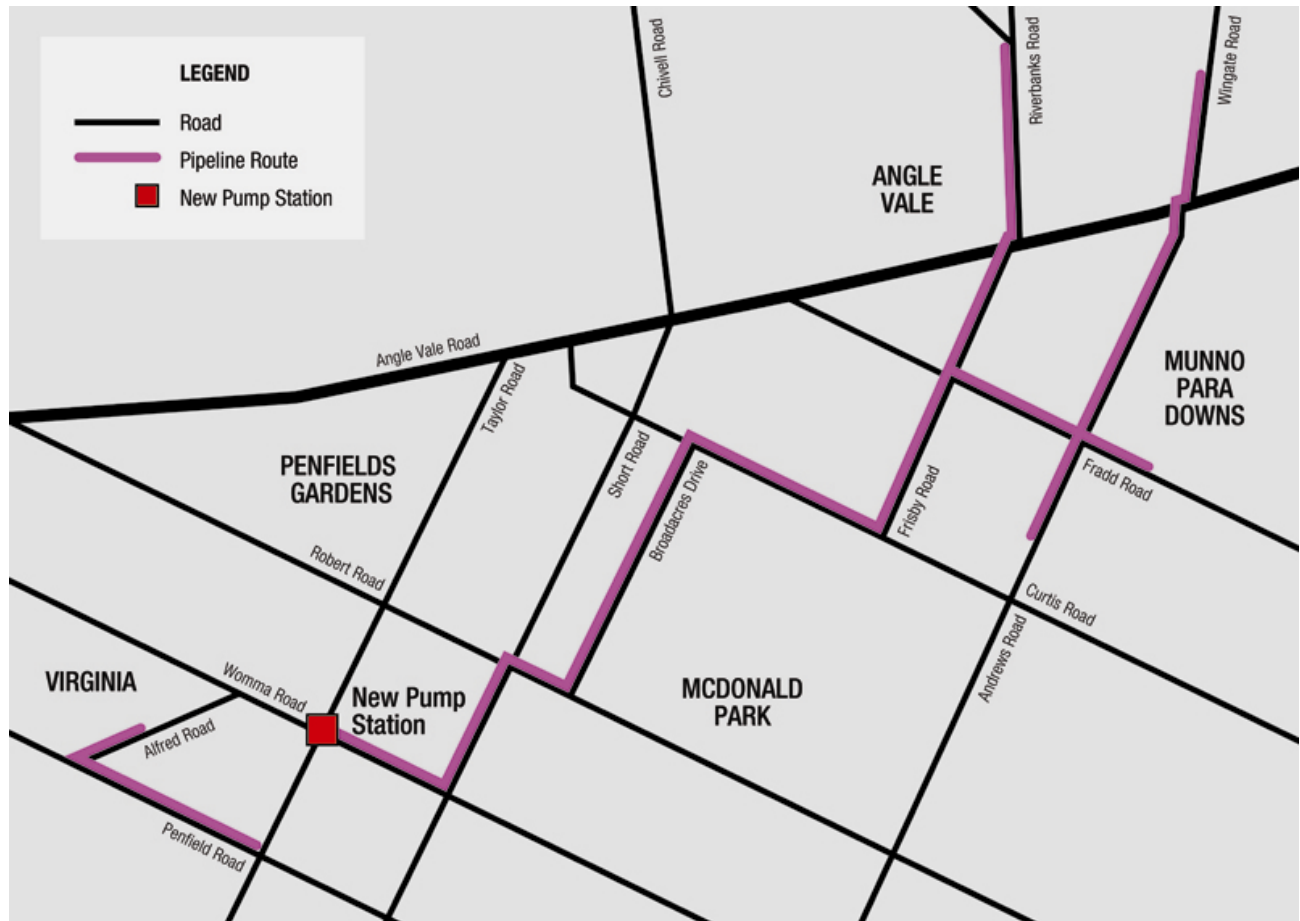 LEGEND
Road
Pipeline Route
New Pump Station
Chivell Road
Riverbanks Road
Wingate Road
ANGLE
VALE
Angle Vale Road
Taylor Road
MUNNO
PARA
DOWNS
PENFIELDS
GARDENS
Short Road
Broadacres Drive
Frisby Road
Fradd Road
Robert Road
Curtis Road
Andrews Road
VIRGINIA
Womma Road
New Pump
Station
MCDONALD
PARK
Alfred Road
Penfield Road